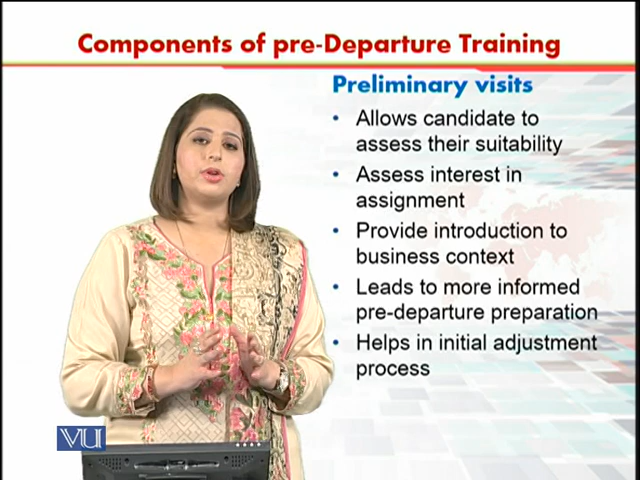 Components of pre-Departure Training
Preliminary visits
• Allows candidate to
assess their suitability
• Assess interest in
assignment
• Provide introduction to
business context
• Leads to more informed
pre-departure preparation
• Helps in initial adjustment
process
VU